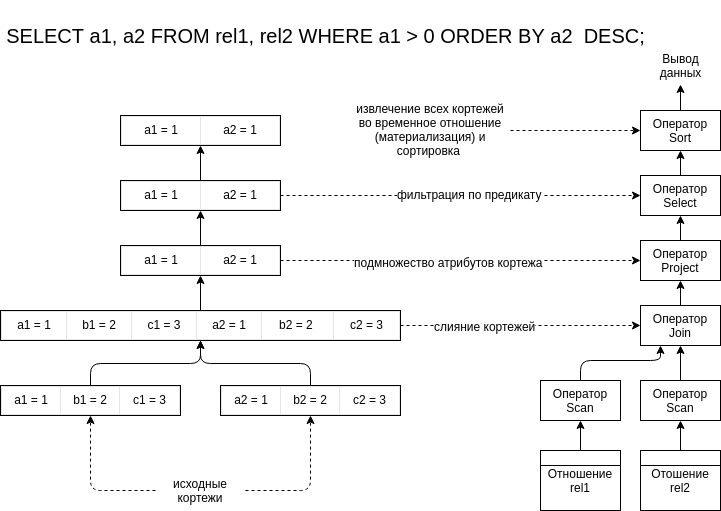 SELECT a1, a2 FROM rel1, rel2 WHERE a1 > 0 ORDER BY a2 DESC;
Вывод
данных
извлечение всех кортежей
во временное отношение
(материализация) и
сортировка
a1 = 1 a2 = 1
Оператор
Sort
a1 = 1 a2 = 1
фильтрация по предикату
Оператор
Select
a1 = 1 a2 = 1
подмножество атрибутов кортежа
Оператор
Project
a1 = 1 b1 = 2 c1 = 3 a2 = 1 b2 = 2 c2 = 3
слияние кортежей
Оператор
Join
a1 = 1 b1 = 2 c1 = 3
a2 = 1 b2 = 2 c2 = 3
Оператор
Scan
Оператор
Scan
исходные
кортежи
Отношение
rel1
Отошение
rel2